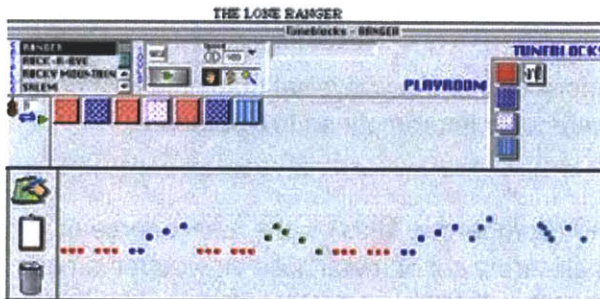 THE LONE RANGER
Tuneblocks - RANGER
RANGER
ROCK-A-BYE
ROCKY MOUNTAIN
SALEM
TUNEBLOCKS
PLAYROOM